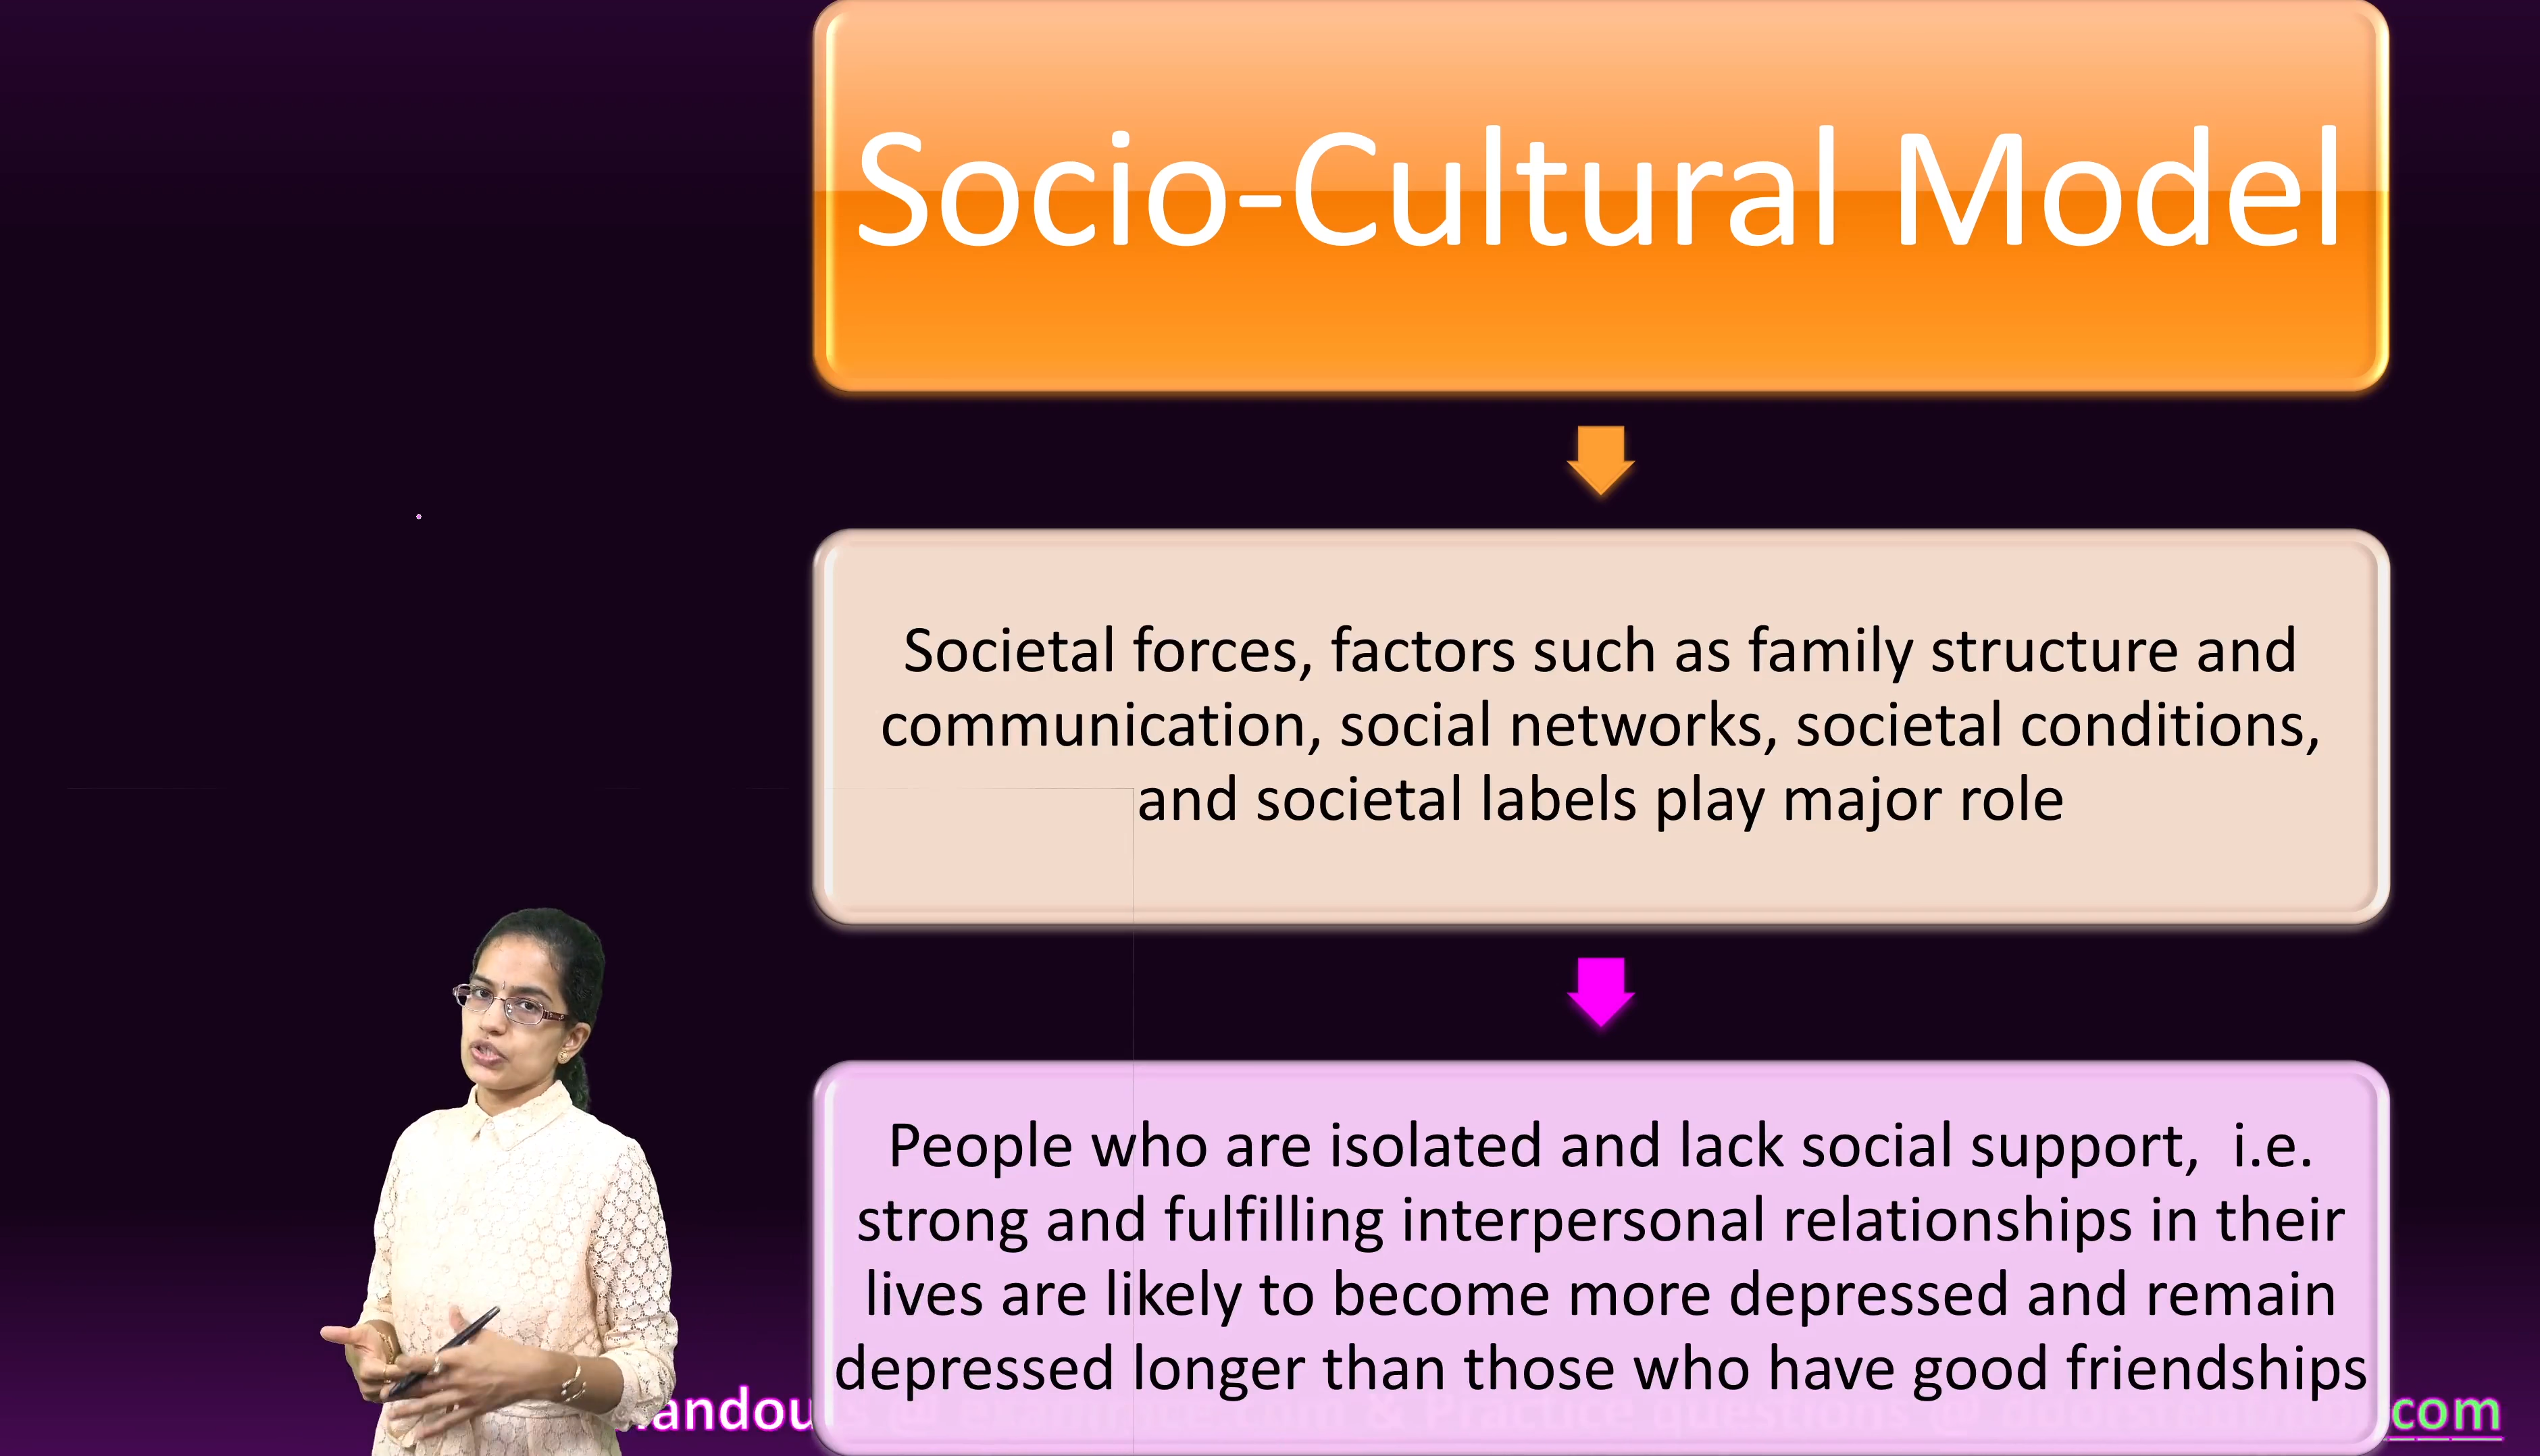 Socio-Cultural Model
Societal forces, factors such as family structure and
communication, social networks, societal conditions,
and societal labels play major role
People who are isolated and lack social support, i.e.
strong and fulfilling interpersonal relationships in their
lives are likely to become more depressed and remain
depressed longer than those who have good friendships
com